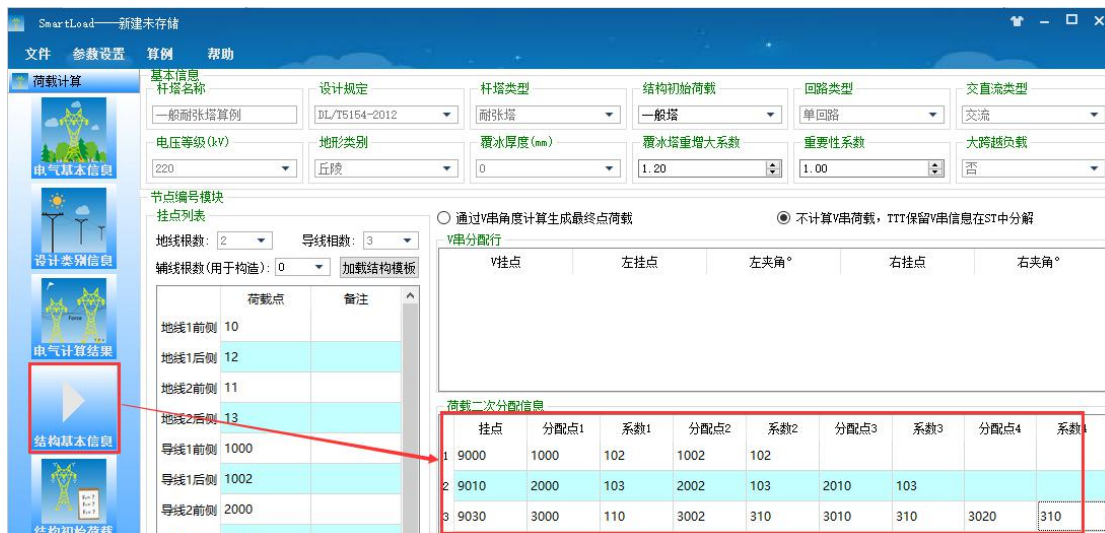 SmartLoad——新建未存储
文件 参数设置 算例 帮助
荷载计算
电气基本信息
设计类别信息
电气计算结果
结构基本信息
结构初始荷载
基本信息
杆塔名称 设计规定 杆塔类型 结构初始荷载 回路类型 交直流类型
一般耐张塔算例 DL/T5154-2012 耐张塔 一般塔 单回路 交流
电压等级(kV) 地形类别 覆冰厚度(mm) 覆冰塔重增大系数 重要性系数 大跨越负载
220 丘陵 0 1.20 1.00 否
节点编号模块
挂点列表
地线根数: 2 导线相数: 3
辅线根数(用于构造): 0 加载结构模板
荷载点 备注
地线1前侧 10
地线1后侧 12
地线2前侧 11
地线2后侧 13
导线1前侧 1000
导线1后侧 1002
导线2前侧 2000
通过V串角度计算生成最终点荷载 不计算V串荷载，TTT保留V串信息在ST中分解
V串分配行
V挂点 左挂点 左夹角° 右挂点 右夹角°
荷载二次分配信息
挂点 分配点1 系数1 分配点2 系数2 分配点3 系数3 分配点4 系数4
1 9000 1000 102 1002 102
2 9010 2000 103 2002 103 2010 103
3 9030 3000 110 3002 310 3010 310 3020 310